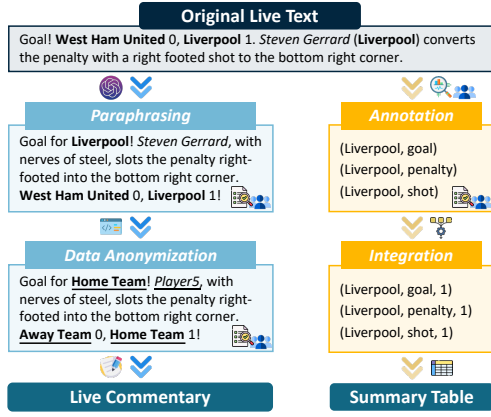 Original Live Text
Goal! West Ham United 0, Liverpool 1. Steven Gerrard (Liverpool) converts
the penalty with a right footed shot to the bottom right corner.
Paraphrasing
Goal for Liverpool! Steven Gerrard, with
nerves of steel, slots the penalty right-
footed into the bottom right corner.
West Ham United 0, Liverpool 1!
Data Anonymization
Goal for Home Team! Player5, with
nerves of steel, slots the penalty right-
footed into the bottom right corner.
Away Team 0, Home Team 1!
Live Commentary
Annotation
(Liverpool, goal)
(Liverpool, penalty)
(Liverpool, shot)
Integration
(Liverpool, goal, 1)
(Liverpool, penalty, 1)
(Liverpool, shot, 1)
Summary Table